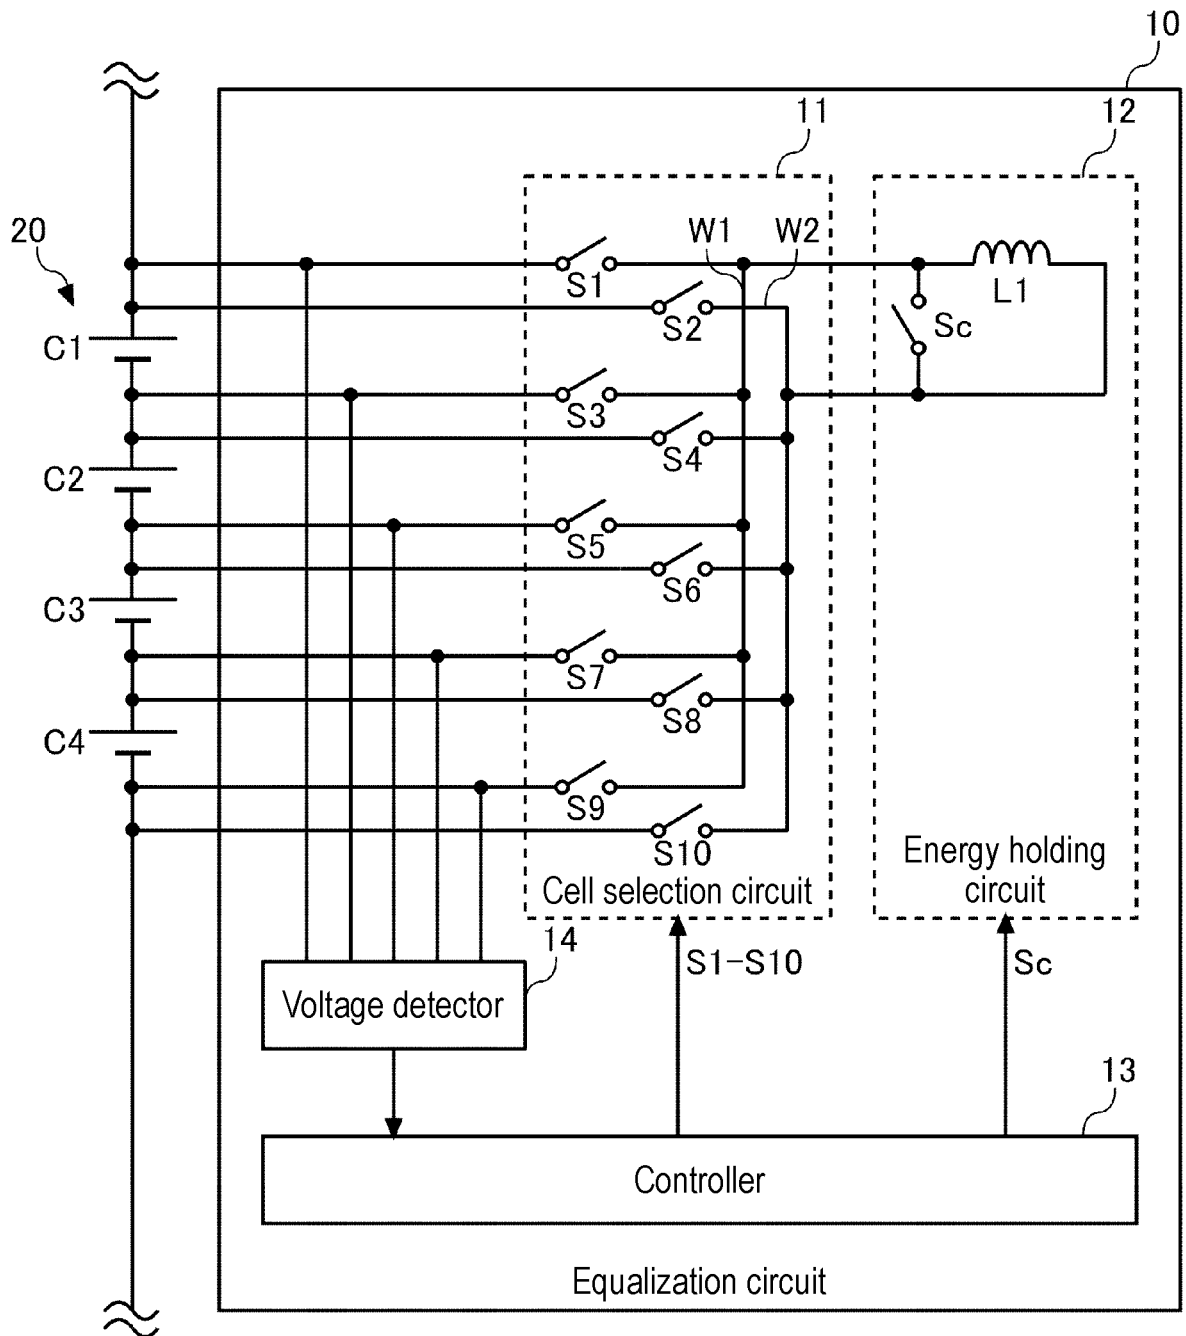 10
11
12
20
W1
W2
S1
L1
S2
Sc
C1
S3
S4
C2
S5
S6
C3
S7
S8
C4
S9
S10
Energy holding
circuit
Cell selection circuit
14
S1-S10
Sc
Voltage detector
13
Controller
Equalization circuit